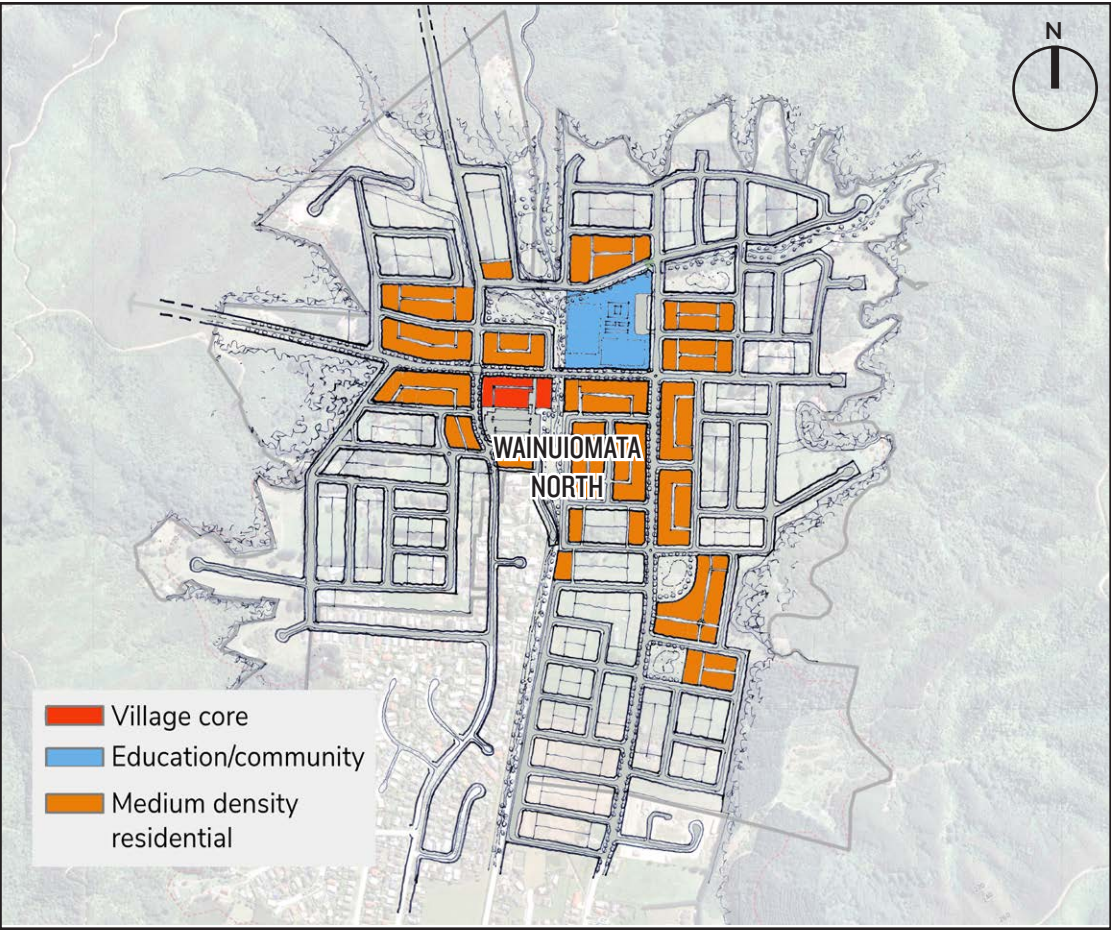 N
WAINUIOMATA
NORTH
Village core
Education/community
Medium density
residential